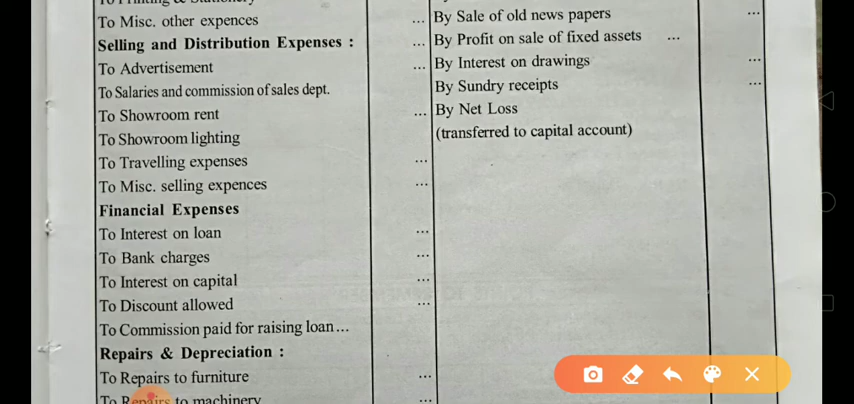 To Misc. other expences ...
Selling and Distribution Expenses : ...
To Advertisement ...
To Salaries and commission of sales dept.
To Showroom rent ...
To Showroom lighting
To Travelling expenses ...
To Misc. selling expences ...
Financial Expenses
To Interest on loan ...
To Bank charges ...
To Interest on capital ...
To Discount allowed ...
To Commission paid for raising loan...
Repairs & Depreciation :
To Repairs to furniture ...
To Repairs to machinery ...
By Sale of old news papers ...
By Profit on sale of fixed assets ...
By Interest on drawings ...
By Sundry receipts ...
By Net Loss
(transferred to capital account)